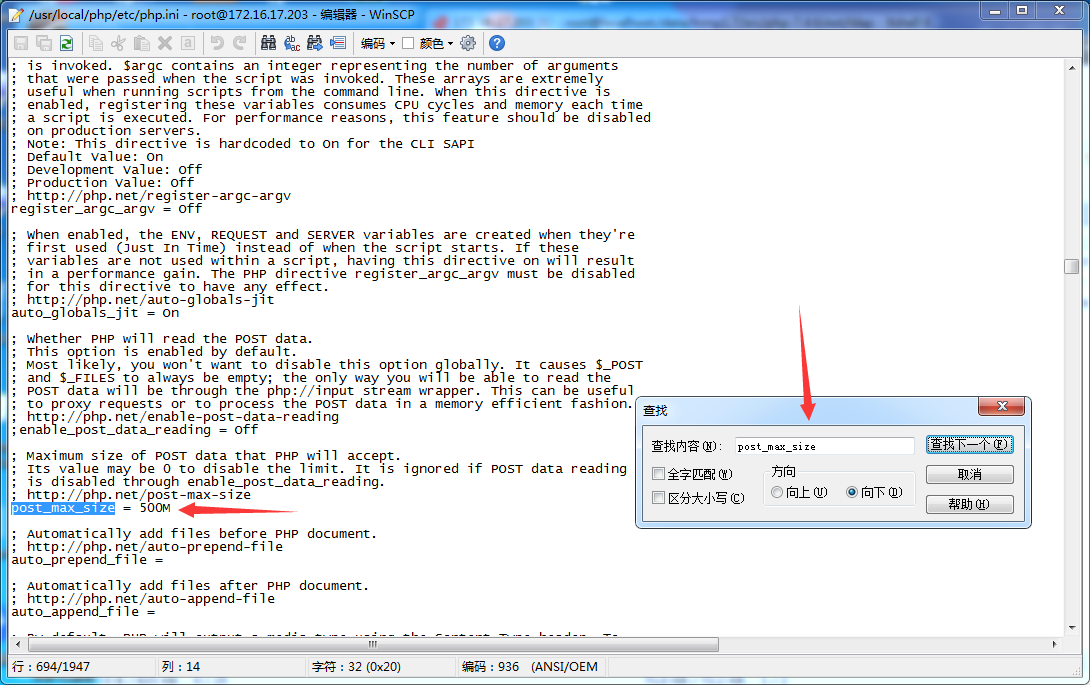 /usr/local/php/etc/php.ini - root@172.16.17.203 - 编辑器 - WinSCP
编码 颜色
; is invoked. $argc contains an integer representing the number of arguments
; that were passed when the script was invoked. These arrays are extremely
; useful when running scripts from the command line. When this directive is
; enabled, registering these variables consumes CPU cycles and memory each time
; a script is executed. For performance reasons, this feature should be disabled
; on production servers.
; Note: This directive is hardcoded to On for the CLI SAPI
; Default Value: On
; Development Value: Off
; Production Value: Off
; http://php.net/register-argc-argv
register_argc_argv = Off
; When enabled, the ENV, REQUEST and SERVER variables are created when they're
; first used (Just In Time) instead of when the script starts. If these
; variables are not used within a script, having this directive on will result
; in a performance gain. The PHP directive register_argc_argv must be disabled
; for this directive to have any effect.
; http://php.net/auto-globals-jit
auto_globals_jit = On
; Whether PHP will read the POST data.
; This option is enabled by default.
; Most likely, you won't want to disable this option globally. It causes $_POST
; and $_FILES to always be empty; the only way you will be able to read the
; POST data will be through the php://input stream wrapper. This can be useful
; to proxy requests or to process the POST data in a memory efficient fashion.
; http://php.net/enable-post-data-reading
;enable_post_data_reading = Off
; Maximum size of POST data that PHP will accept.
; Its value may be 0 to disable the limit. It is ignored if POST data reading
; is disabled through enable_post_data_reading.
; http://php.net/post-max-size
post_max_size = 500M
; Automatically add files before PHP document.
; http://php.net/auto-prepend-file
auto_prepend_file =
; Automatically add files after PHP document.
; http://php.net/auto-append-file
auto_append_file =
; By default, PHP will output a media type using the Content-Type header. To
查找
查找内容(N): post_max_size 查找下一个(F)
全字匹配(W) 方向 取消
区分大小写(C) 向上(U) 向下(D) 帮助(H)
行：694/1947 列：14 字符：32 (0x20) 编码：936 (ANSI/OEM